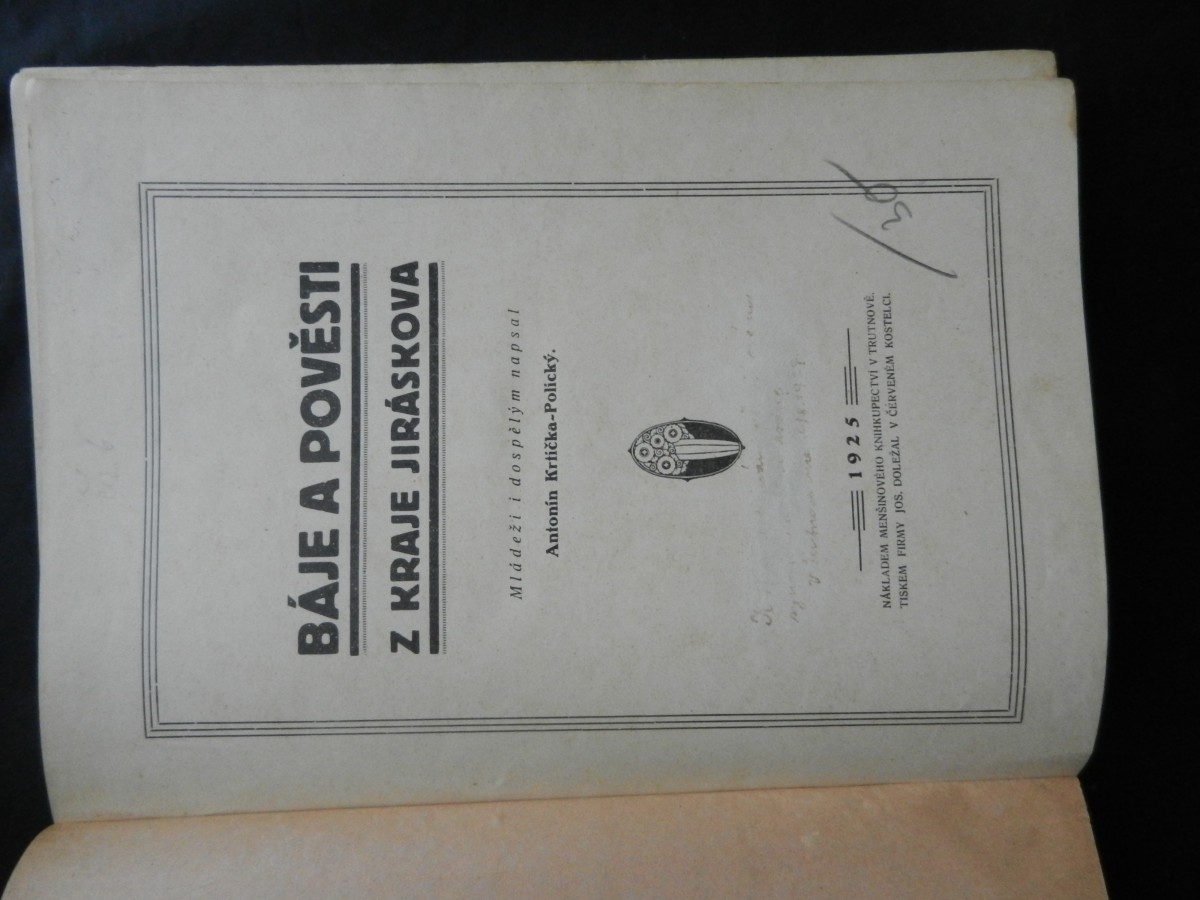 BÁJE A POVĚSTI
Z KRAJE JIRÁSKOVA
Mládeži i dospělým napsal
Antonín Krtička-Polický.
1925
NÁKLADEM MENŠINOVÉHO KNIHKUPECTVÍ V TRUTNOVĚ.
TISKEM FIRMY JOS. DOLEŽAL V ČERVENÉM KOSTELCI.